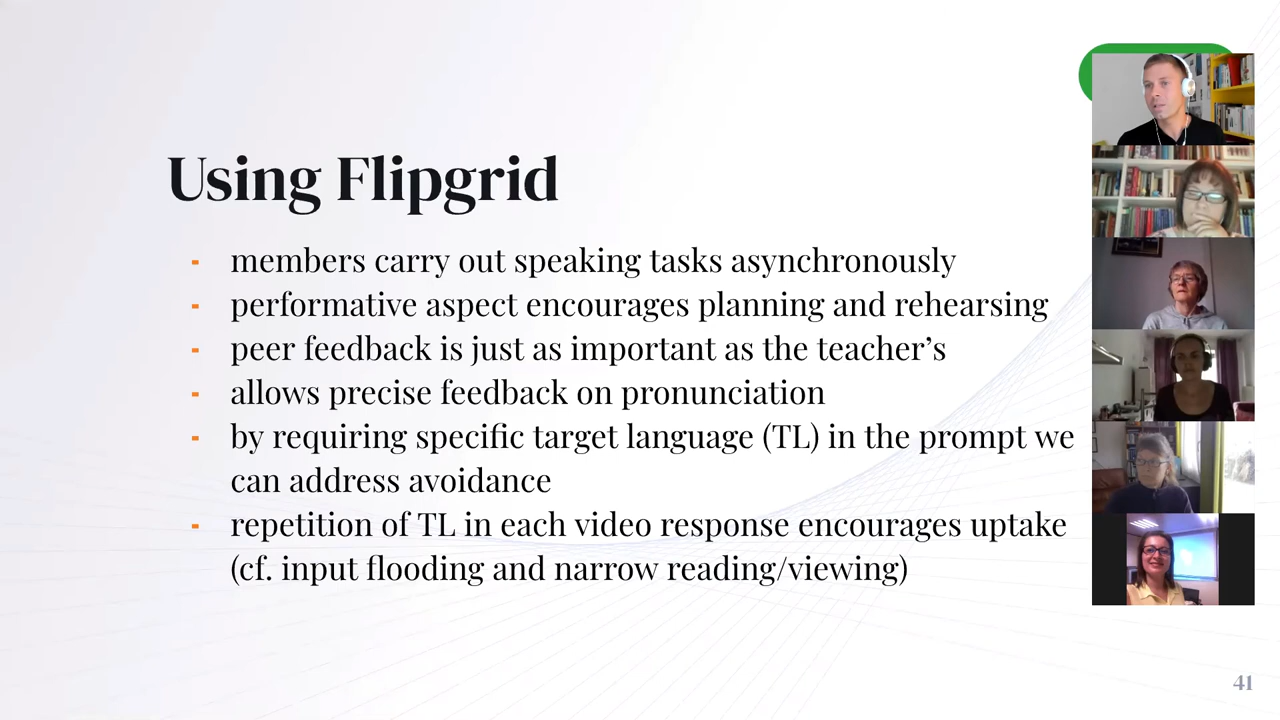 Using Flipgrid
- members carry out speaking tasks asynchronously
- performative aspect encourages planning and rehearsing
- peer feedback is just as important as the teacher’s
- allows precise feedback on pronunciation
- by requiring specific target language (TL) in the prompt we
can address avoidance
- repetition of TL in each video response encourages uptake
(cf. input flooding and narrow reading/viewing)
41